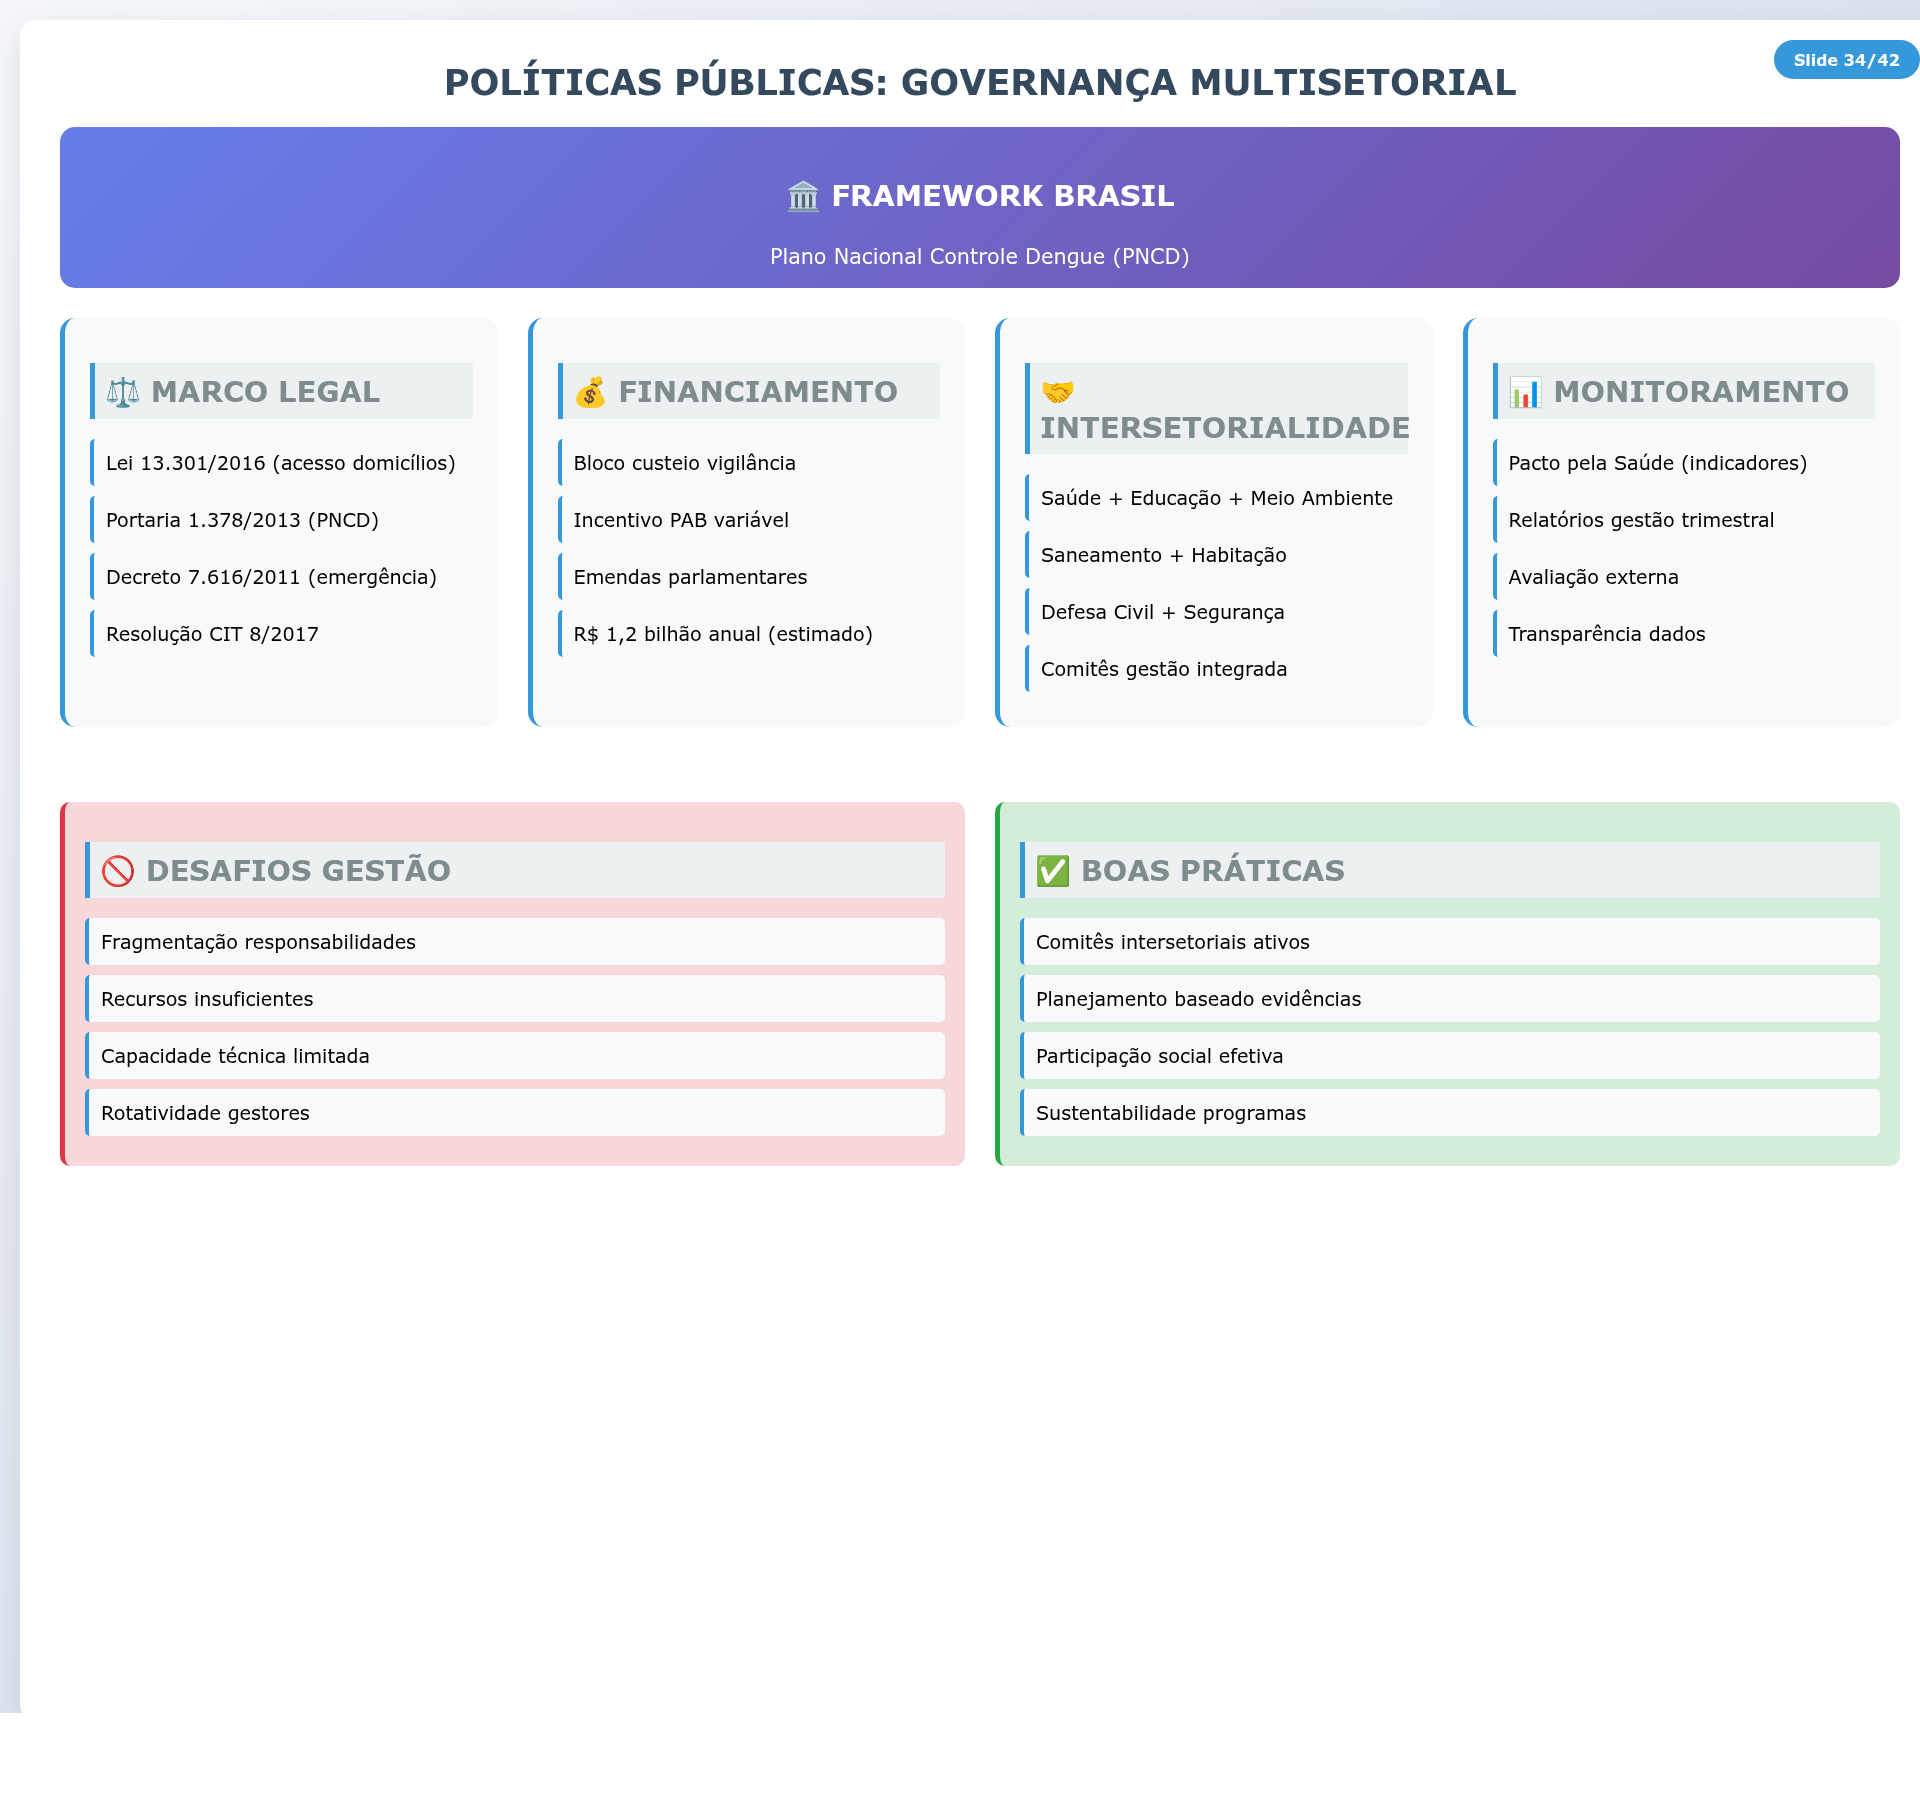 Slide 34/42
POLÍTICAS PÚBLICAS: GOVERNANÇA MULTISETORIAL
🏛️ FRAMEWORK BRASIL
Plano Nacional Controle Dengue (PNCD)
⚖️ MARCO LEGAL
Lei 13.301/2016 (acesso domicílios)
Portaria 1.378/2013 (PNCD)
Decreto 7.616/2011 (emergência)
Resolução CIT 8/2017
💰 FINANCIAMENTO
Bloco custeio vigilância
Incentivo PAB variável
Emendas parlamentares
R$ 1,2 bilhão anual (estimado)
🤝
INTERSETORIALIDADE
Saúde + Educação + Meio Ambiente
Saneamento + Habitação
Defesa Civil + Segurança
Comitês gestão integrada
📊 MONITORAMENTO
Pacto pela Saúde (indicadores)
Relatórios gestão trimestral
Avaliação externa
Transparência dados
🚫 DESAFIOS GESTÃO
Fragmentação responsabilidades
Recursos insuficientes
Capacidade técnica limitada
Rotatividade gestores
✅ BOAS PRÁTICAS
Comitês intersetoriais ativos
Planejamento baseado evidências
Participação social efetiva
Sustentabilidade programas